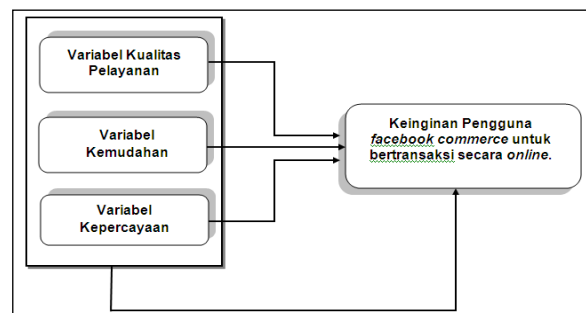 Variabel Kualitas
Pelayanan
Variabel
Kemudahan
Variabel
Kepercayaan
Keinginan Pengguna
facebook commerce untuk
bertransaksi secara online.